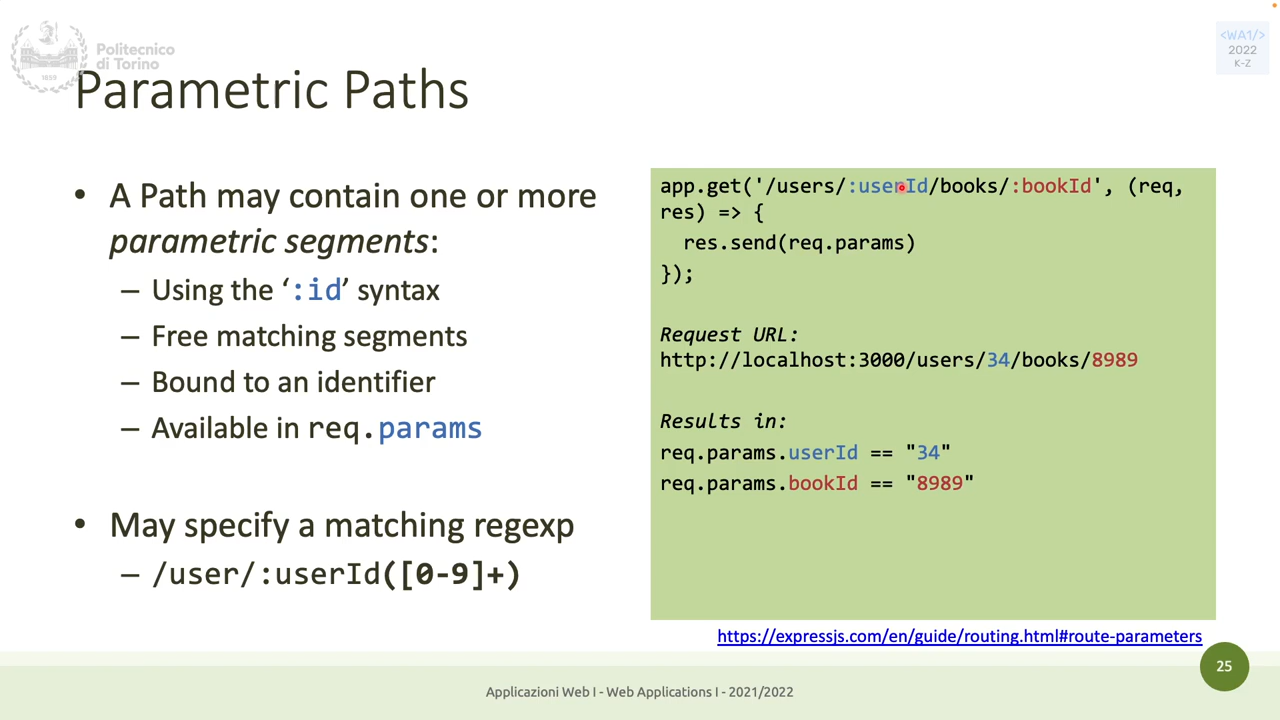 Politecnico
di Torino
1859
<WA1/>
2022
K-Z
Parametric Paths
• A Path may contain one or more
parametric segments:
– Using the ‘:id’ syntax
– Free matching segments
– Bound to an identifier
– Available in req.params
• May specify a matching regexp
– /user/:userId([0-9]+)
app.get('/users/:userId/books/:bookId', (req,
res) => {
res.send(req.params)
});
Request URL:
http://localhost:3000/users/34/books/8989
Results in:
req.params.userId == "34"
req.params.bookId == "8989"
https://expressjs.com/en/guide/routing.html#route-parameters
25
Applicazioni Web I - Web Applications I - 2021/2022